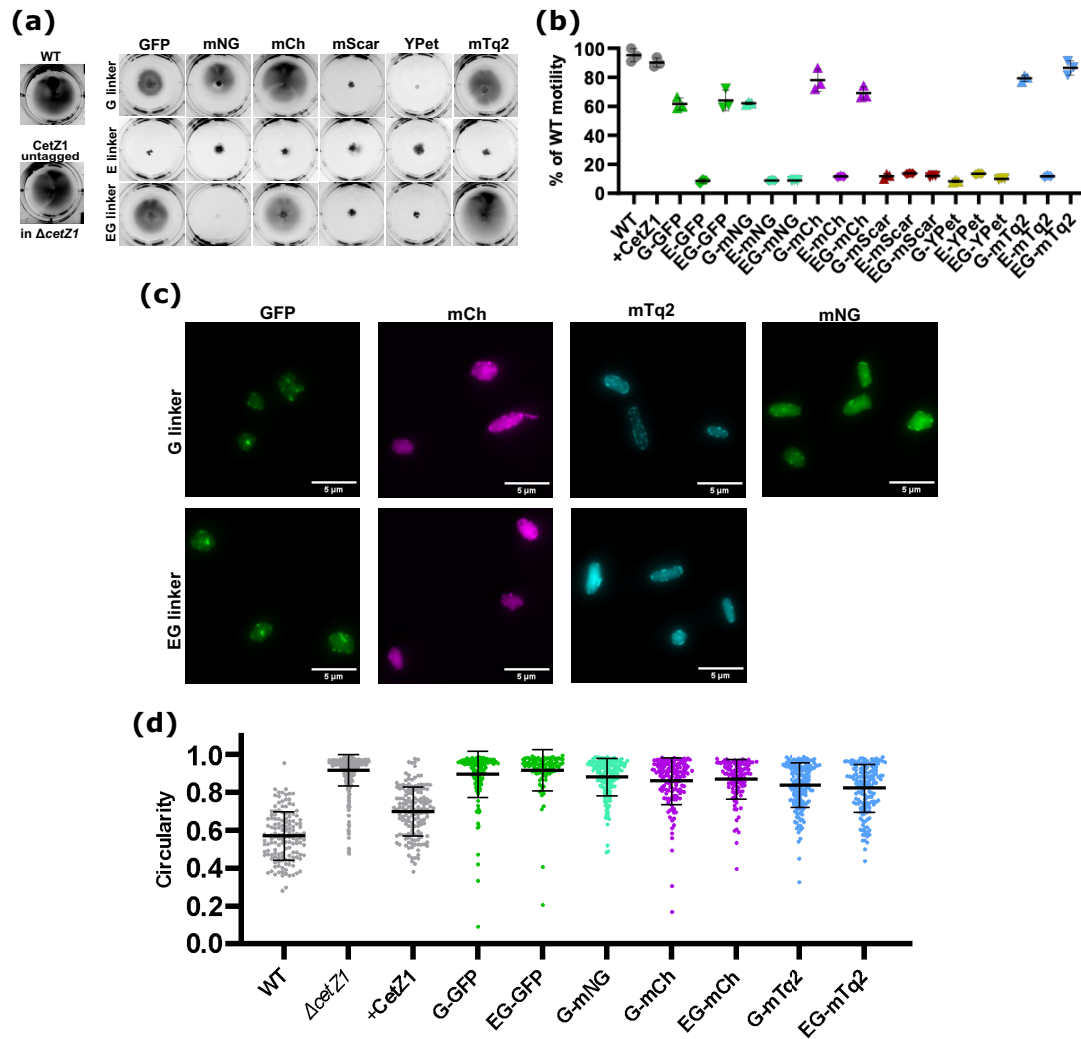 (a)
WT
CetZ1
untagged
in ΔcetZ1
GFP mNG mCh mScar YPet mTq2
G linker
E linker
EG linker
(b)
% of WT motility
100
80
60
40
20
0
WT
+CetZ1
G-GFP
E-GFP
EG-GFP
G-mNG
E-mNG
EG-mNG
G-mCh
E-mCh
EG-mCh
G-mScar
E-mScar
EG-mScar
G-YPet
E-YPet
EG-YPet
G-mTq2
E-mTq2
EG-mTq2
(c)
GFP mCh mTq2 mNG
G linker
5 µm 5 µm 5 µm 5 µm
EG linker
5 µm 5 µm 5 µm
(d)
Circularity
1.0
0.8
0.6
0.4
0.2
0.0
WT
ΔcetZ1
+CetZ1
G-GFP
EG-GFP
G-mNG
G-mCh
EG-mCh
G-mTq2
EG-mTq2